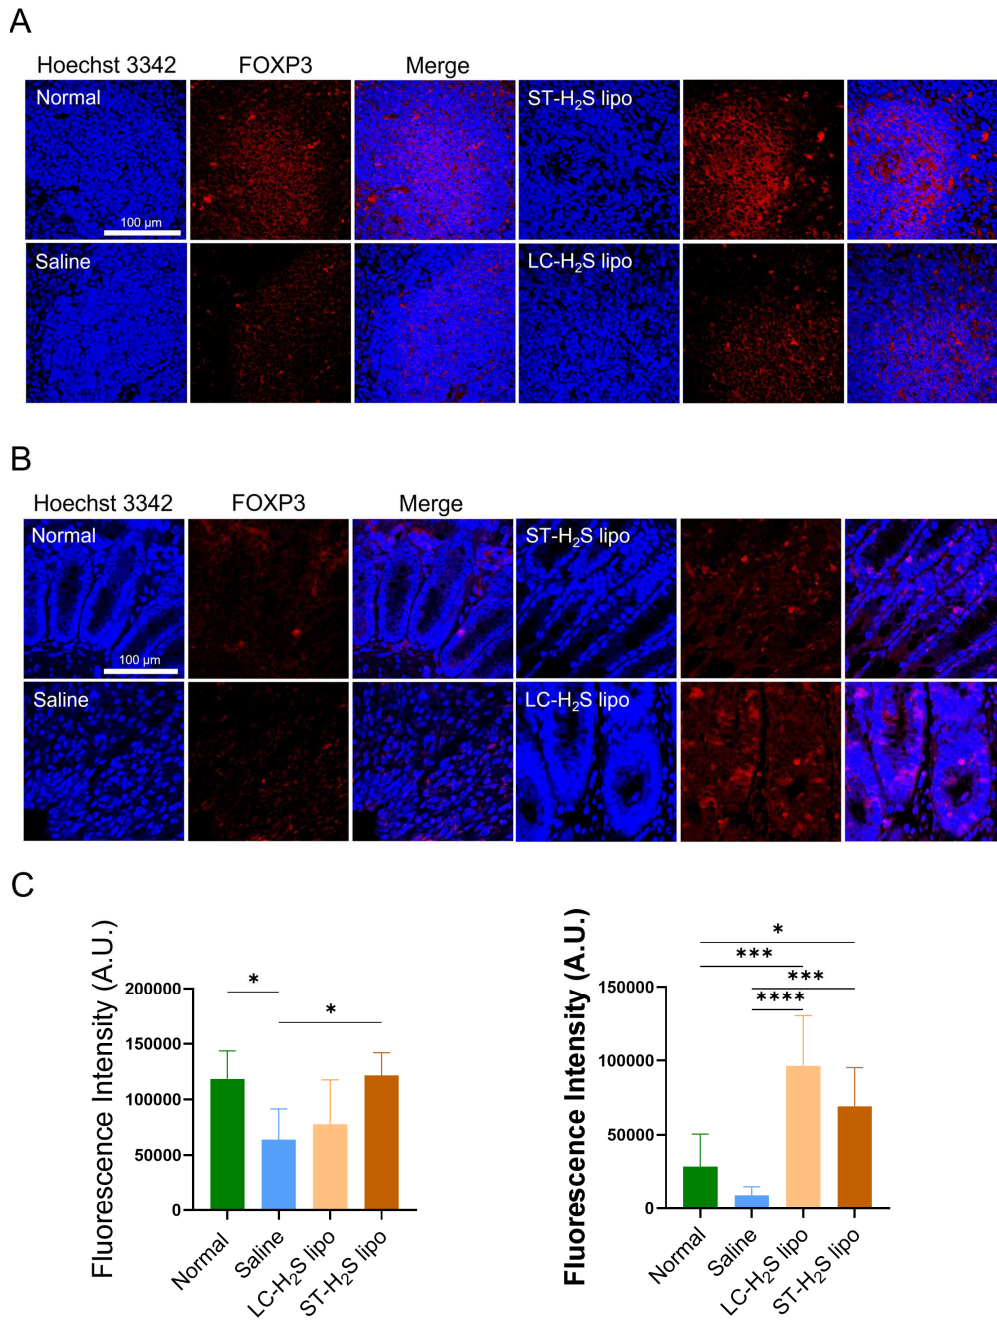 A
Hoechst 3342 FOXP3 Merge
Normal
ST-H₂S lipo
100 µm
Saline
LC-H₂S lipo
B
Hoechst 3342 FOXP3 Merge
Normal
ST-H₂S lipo
100 µm
Saline
LC-H₂S lipo
C
Fluorescence Intensity (A.U.)
200000
150000
100000
50000
0
*
*
Normal
Saline
LC-H₂S lipo
ST-H₂S lipo
Fluorescence Intensity (A.U.)
150000
100000
50000
0
*
***
***
****
Normal
Saline
LC-H₂S lipo
ST-H₂S lipo